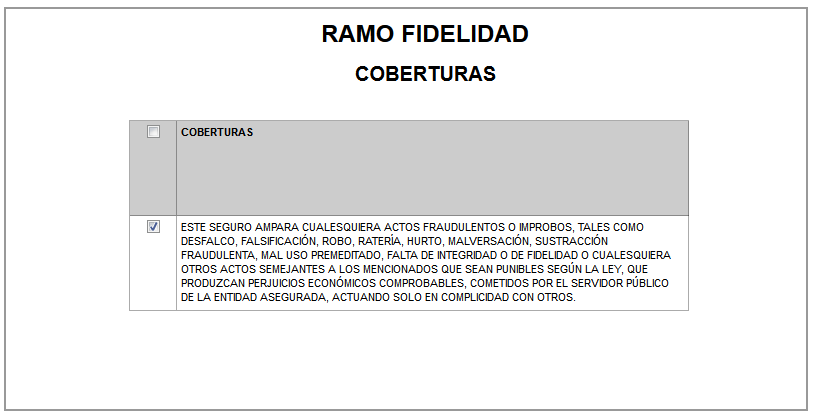 RAMO FIDELIDAD
COBERTURAS
COBERTURAS
ESTE SEGURO AMPARA CUALESQUIERA ACTOS FRAUDULENTOS O IMPROBOS, TALES COMO
DESFALCO, FALSIFICACIÓN, ROBO, RATERÍA, HURTO, MALVERSACIÓN, SUSTRACCIÓN
FRAUDULENTA, MAL USO PREMEDITADO, FALTA DE INTEGRIDAD O DE FIDELIDAD O CUALESQUIERA
OTROS ACTOS SEMEJANTES A LOS MENCIONADOS QUE SEAN PUNIBLES SEGÚN LA LEY, QUE
PRODUZCAN PERJUICIOS ECONÓMICOS COMPROBABLES, COMETIDOS POR EL SERVIDOR PÚBLICO
DE LA ENTIDAD ASEGURADA, ACTUANDO SOLO EN COMPLICIDAD CON OTROS.